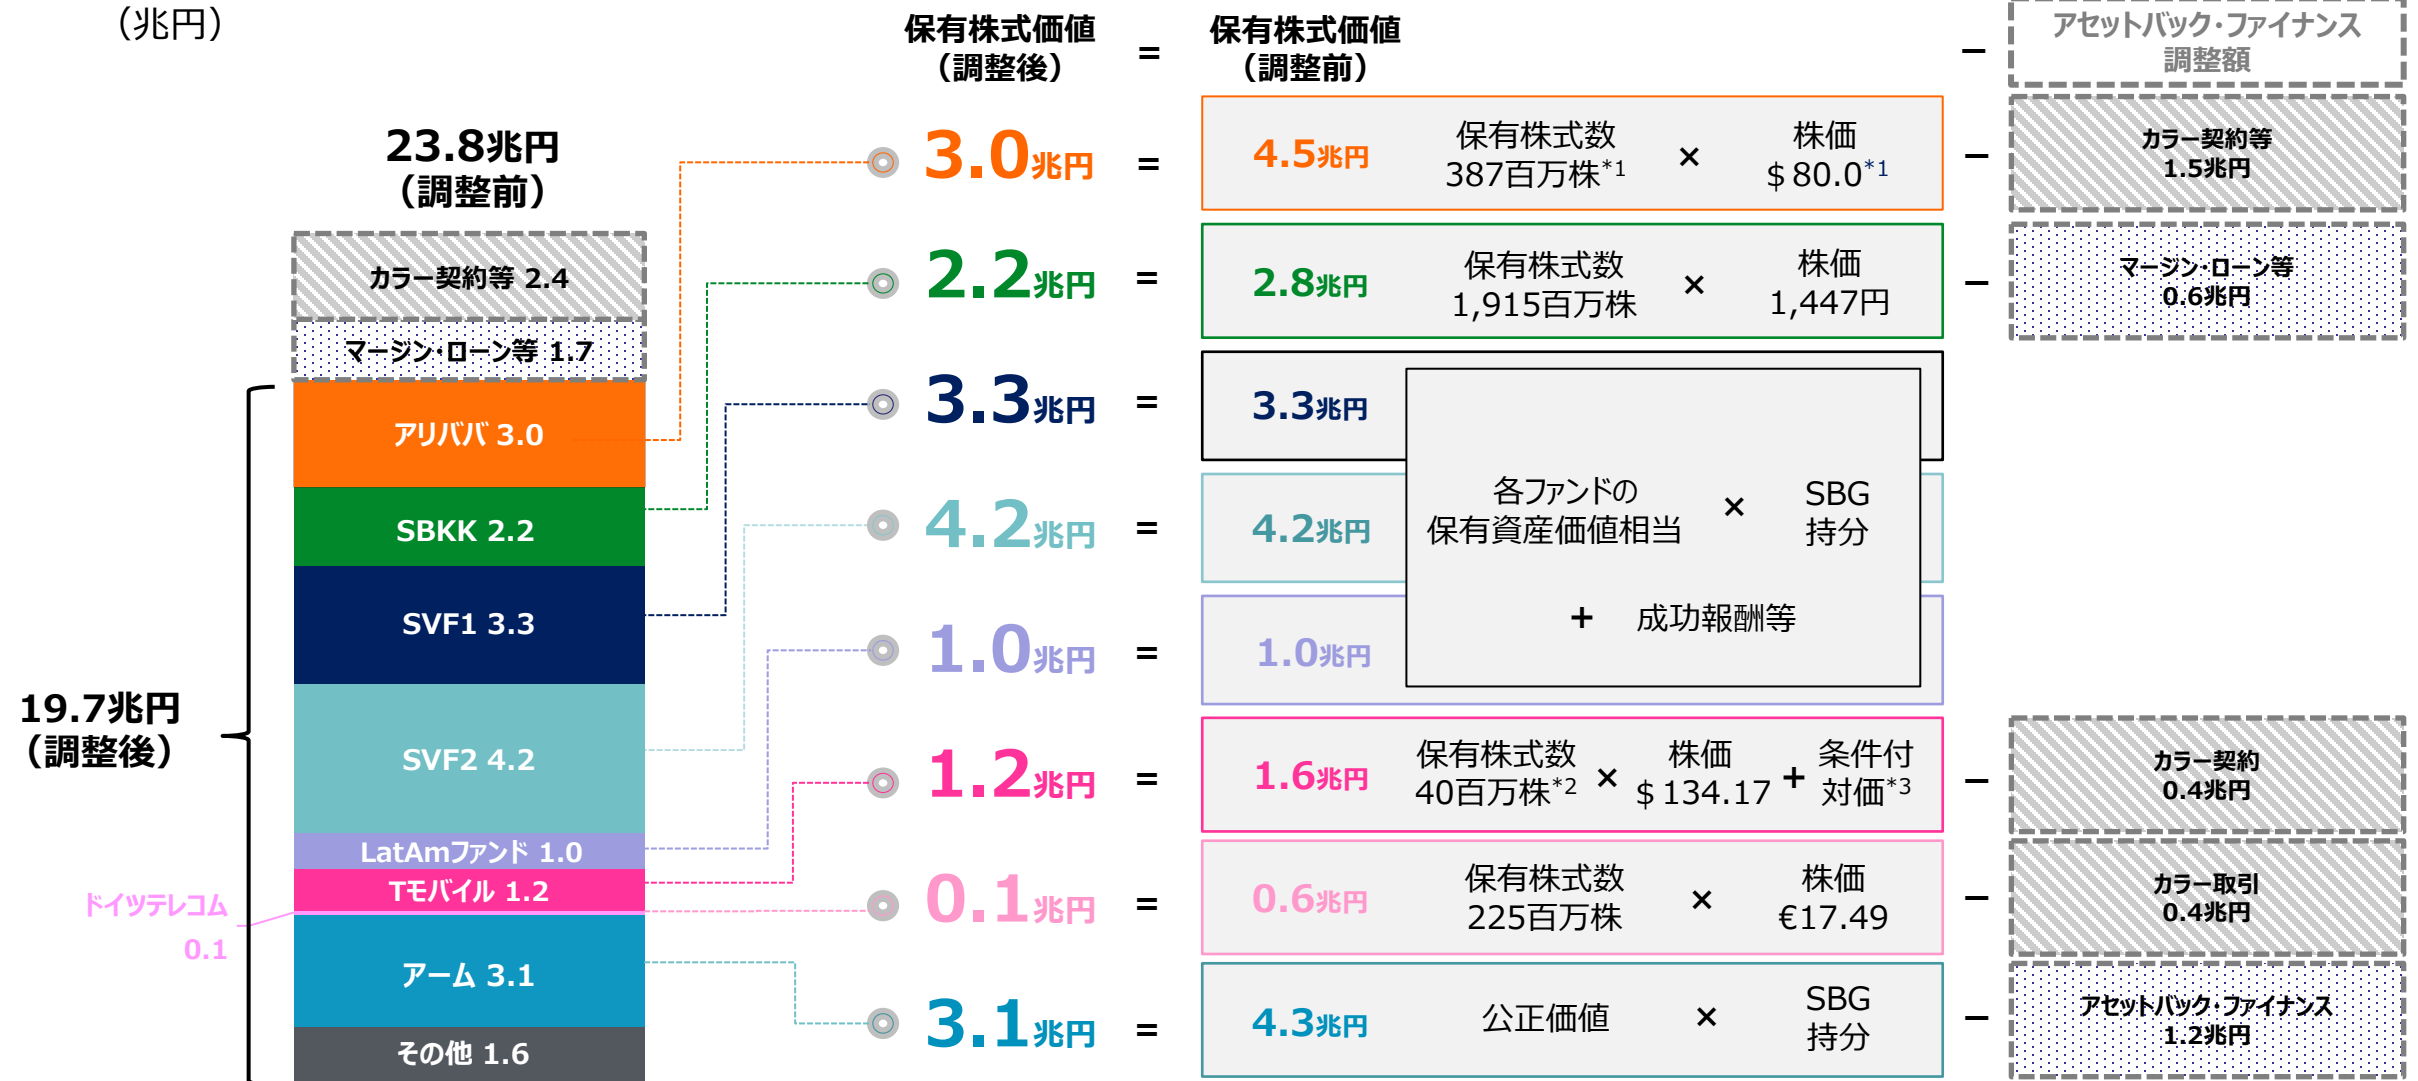 （兆円）
23.8兆円
（調整前）
カラー契約等 2.4
マージン・ローン等 1.7
アリババ 3.0
SBKK 2.2
SVF1 3.3
SVF2 4.2
LatAmファンド 1.0
Tモバイル 1.2
ドイツテレコム
0.1
アーム 3.1
その他 1.6
19.7兆円
（調整後）
保有株式価値
（調整後）
=
保有株式価値
（調整前）
−
アセットバック・ファイナンス
調整額
3.0兆円 = 4.5兆円
保有株式数
387百万株*1
×
株価
$ 80.0*1
−
カラー契約等
1.5兆円
2.2兆円 = 2.8兆円
保有株式数
1,915百万株
×
株価
1,447円
−
マージン・ローン等
0.6兆円
3.3兆円 = 3.3兆円
4.2兆円 = 4.2兆円
1.0兆円 = 1.0兆円
各ファンドの
保有資産価値相当
×
SBG
持分
+ 成功報酬等
1.2兆円 = 1.6兆円
保有株式数
40百万株*2
×
株価
$ 134.17
+
条件付
対価*3
−
カラー契約
0.4兆円
0.1兆円 = 0.6兆円
保有株式数
225百万株
×
株価
€17.49
−
カラー取引
0.4兆円
3.1兆円 = 4.3兆円
公正価値
×
SBG
持分
−
アセットバック・ファイナンス
1.2兆円